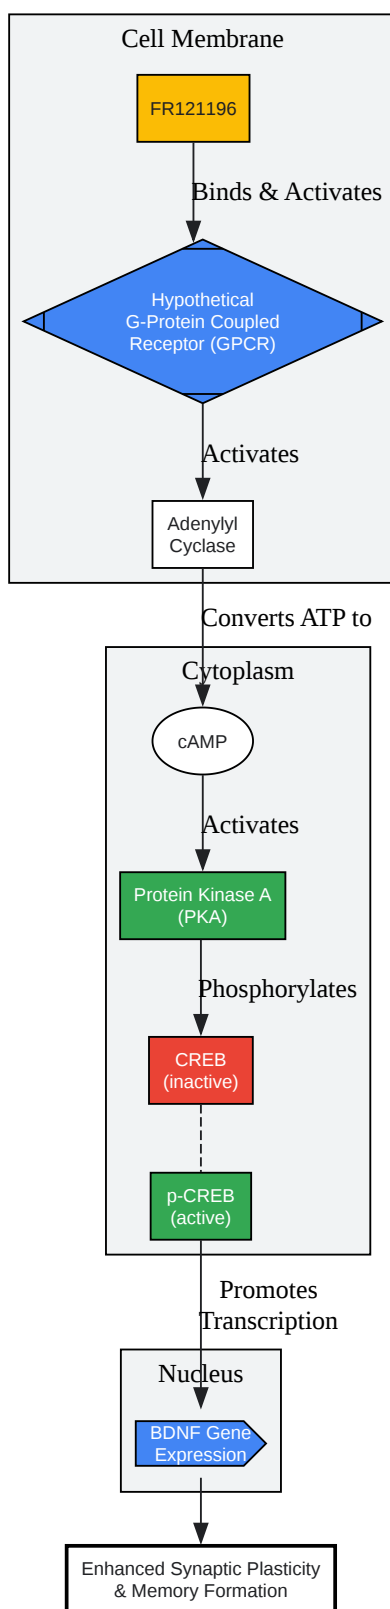 Cell Membrane
FR121196
Binds & Activates
Hypothetical
G-Protein Coupled
Receptor (GPCR)
Activates
Adenylyl
Cyclase
Converts ATP to
Cytoplasm
cAMP
Activates
Protein Kinase A
(PKA)
Phosphorylates
CREB
(inactive)
p-CREB
(active)
Promotes
Transcription
Nucleus
BDNF Gene
Expression
Enhanced Synaptic Plasticity
& Memory Formation